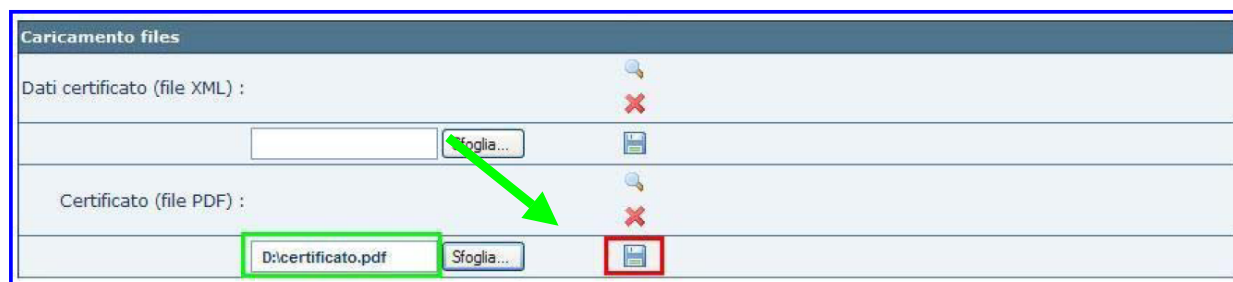 Caricamento files
Dati certificato (file XML) :
Sfoglia...
Certificato (file PDF) :
D:\certificato.pdf Sfoglia...